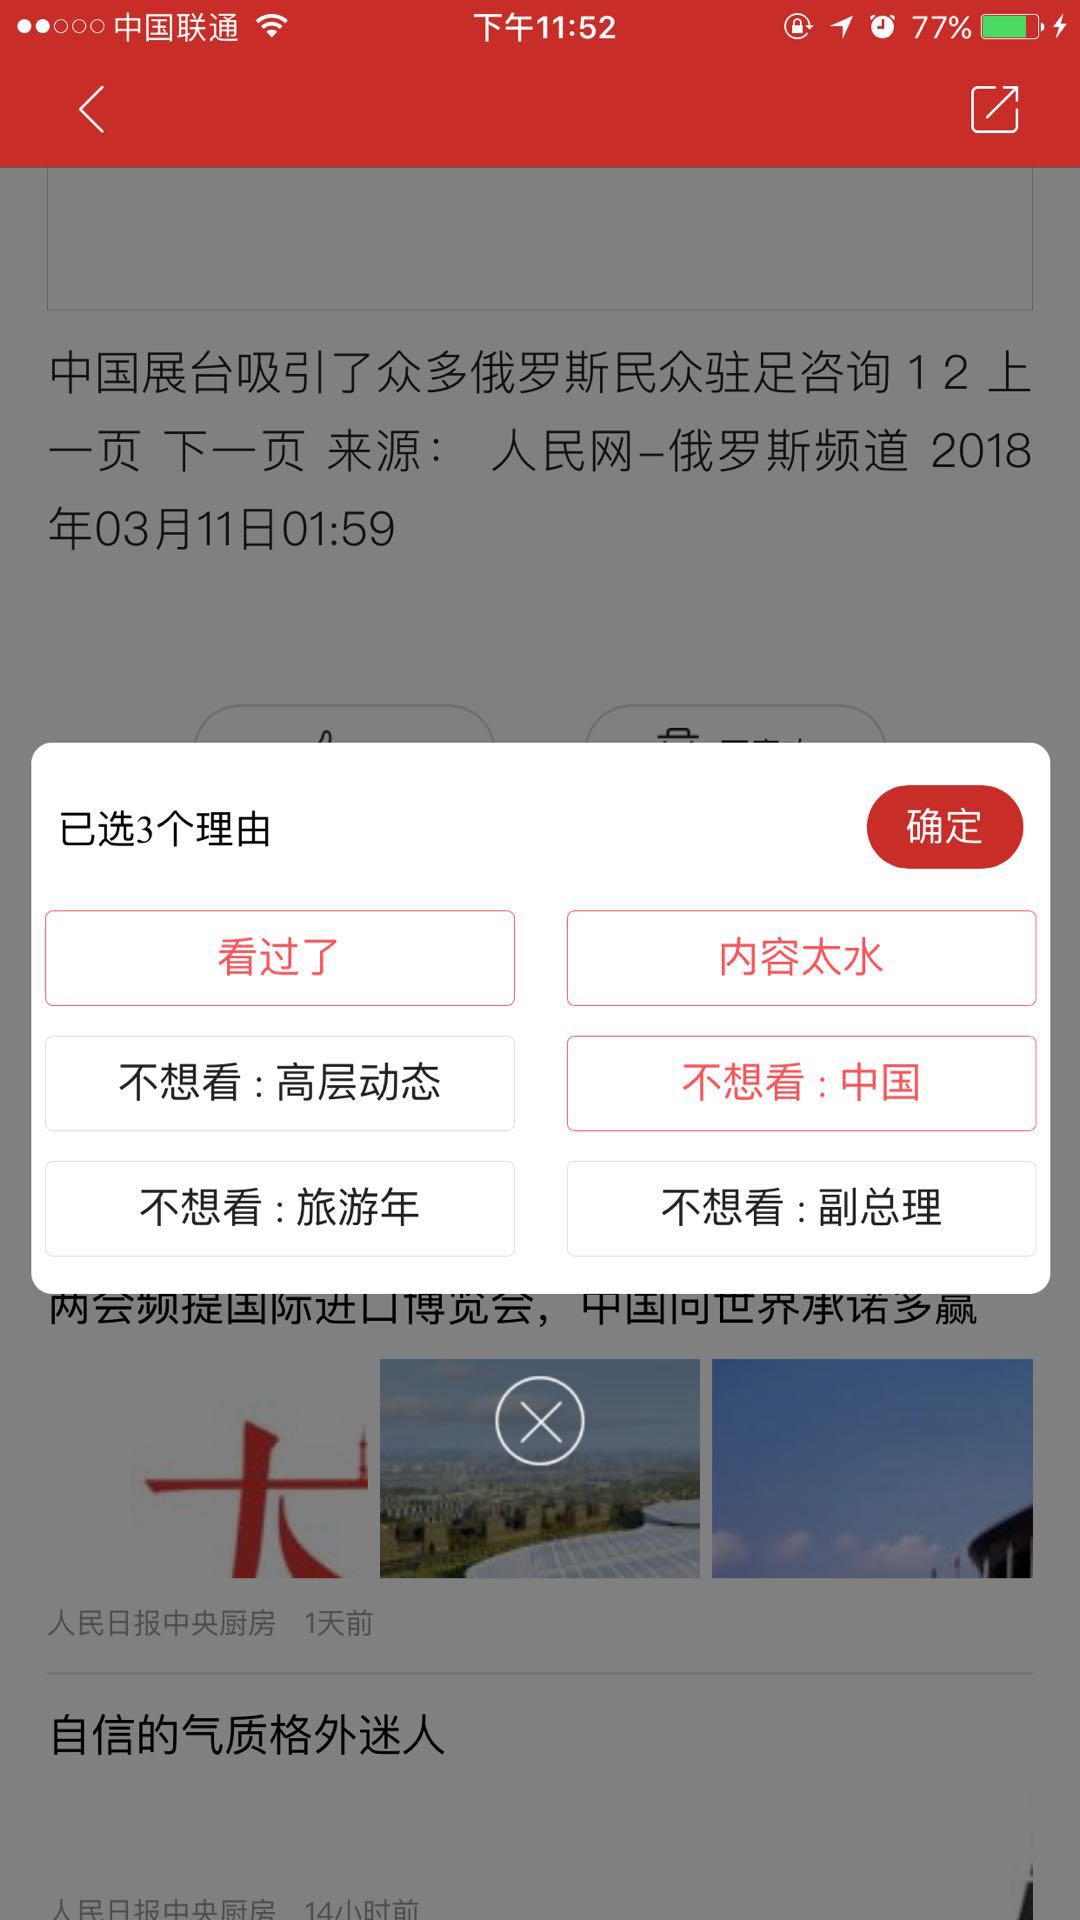 中国联通
下午11:52
77%
中国展台吸引了众多俄罗斯民众驻足咨询 1 2 上
一页 下一页 来源： 人民网-俄罗斯频道 2018
年03月11日01:59
已选3个理由
确定
看过了
内容太水
不想看 : 高层动态
不想看 : 中国
不想看 : 旅游年
不想看 : 副总理
两会频提国际进口博览会，中国向世界承诺多赢
人民日报中央厨房 1天前
自信的气质格外迷人
人民日报中央厨房 14小时前